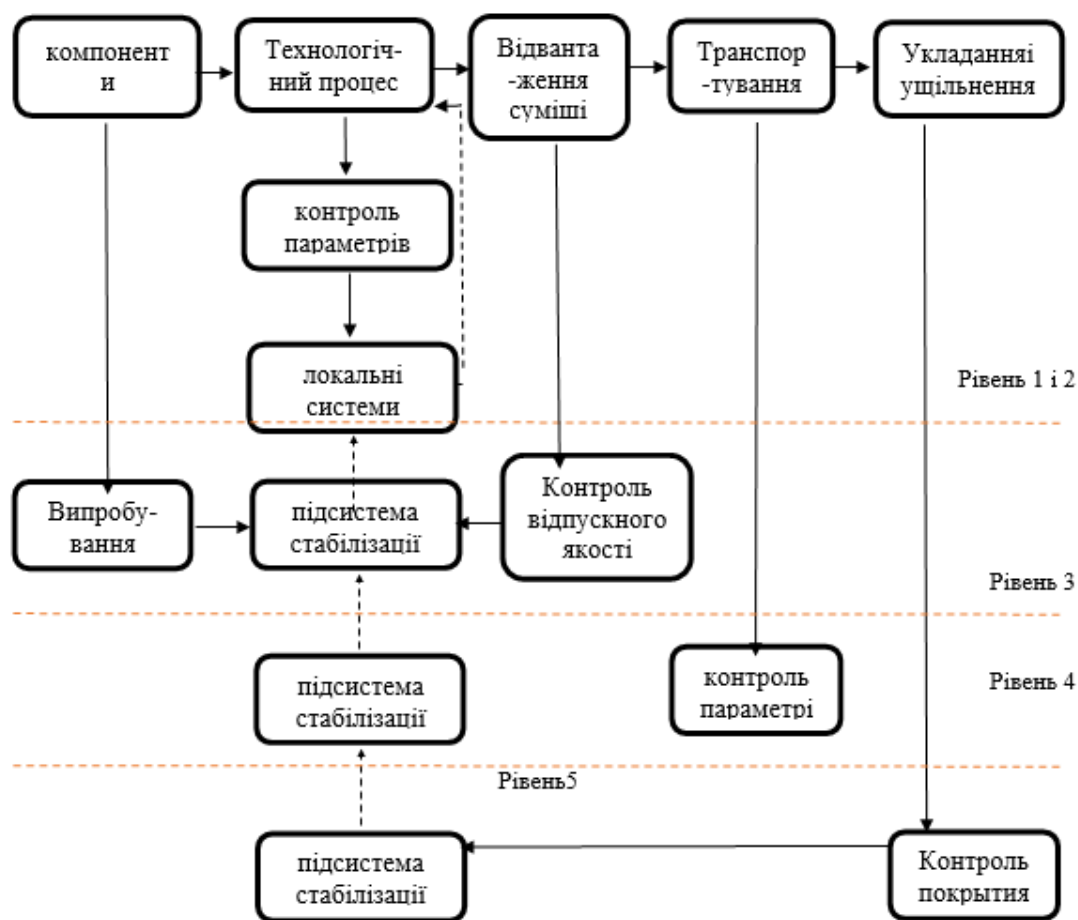 компонент
и
Технологіч-
ний процес
Відванта
-ження
суміші
Транспор
-тування
Укладанняі
ущільнення
контроль
параметрів
локальні
системи
Рівень 1 і 2
Випробу-
вання
підсистема
стабілізації
Контроль
відпускного
якості
Рівень 3
підсистема
стабілізації
контроль
параметрі
Рівень 4
Рівень5
підсистема
стабілізації
Контроль
покрытия